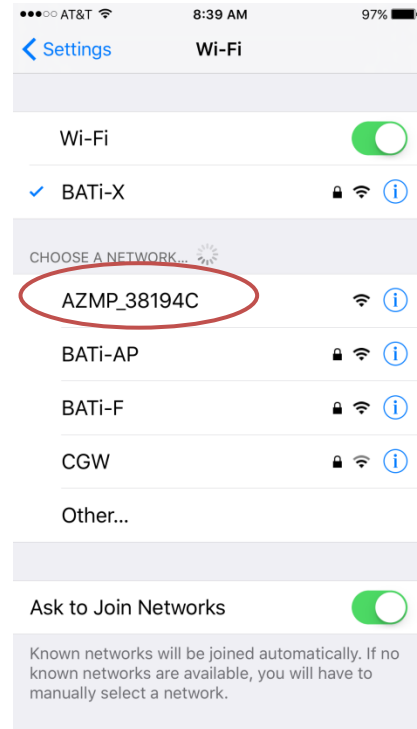 AT&T 8:39 AM 97%
Settings Wi-Fi
Wi-Fi
BATi-X
CHOOSE A NETWORK...
AZMP_38194C
BATi-AP
BATi-F
CGW
Other...
Ask to Join Networks
Known networks will be joined automatically. If no
known networks are available, you will have to
manually select a network.